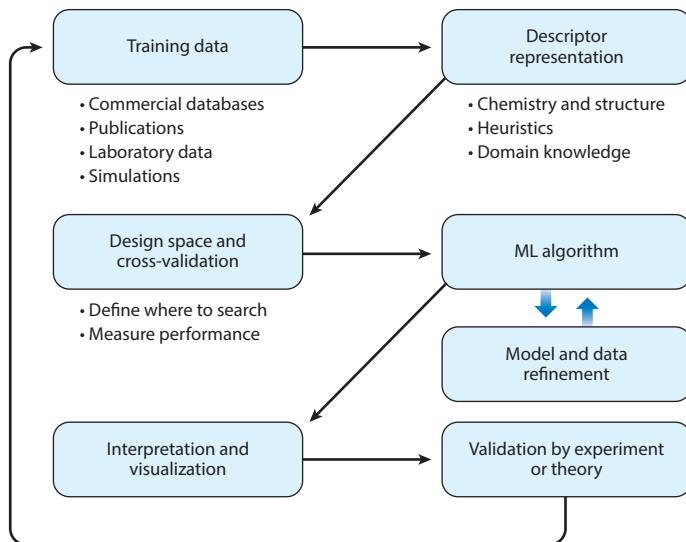 Training data
Descriptor
representation
• Commercial databases
• Publications
• Laboratory data
• Simulations
• Chemistry and structure
• Heuristics
• Domain knowledge
Design space and
cross-validation
ML algorithm
• Define where to search
• Measure performance
Model and data
refinement
Interpretation and
visualization
Validation by experiment
or theory